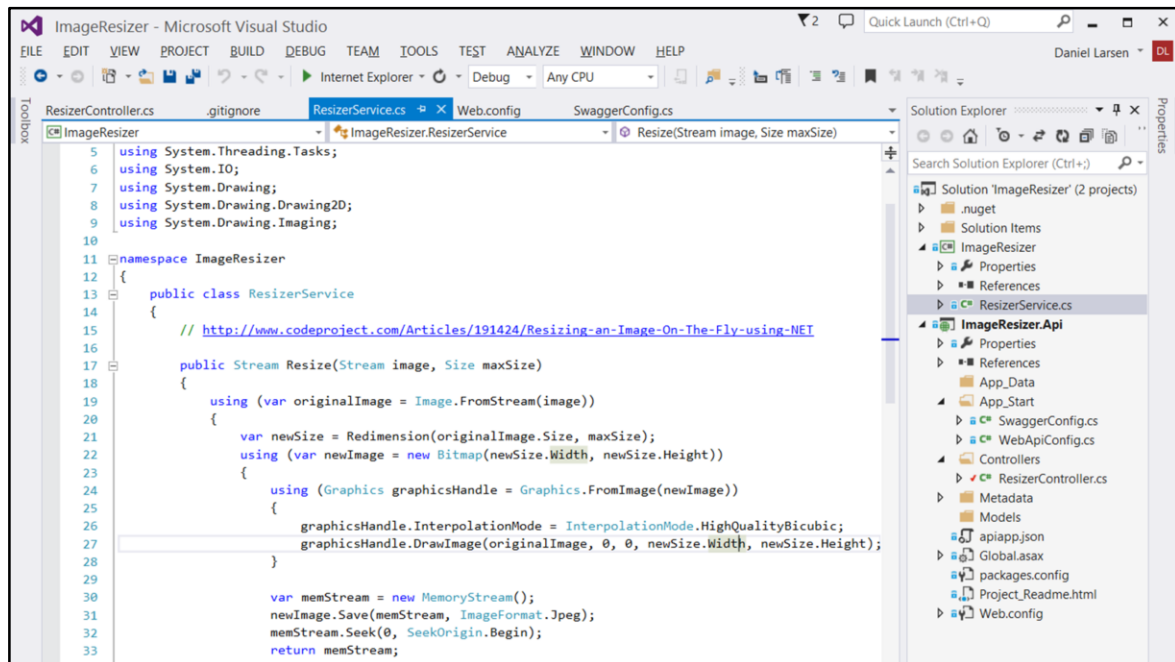 ImageResizer - Microsoft Visual Studio
2
Quick Launch (Ctrl+Q)
FILE EDIT VIEW PROJECT BUILD DEBUG TEAM TOOLS TEST ANALYZE WINDOW HELP
Daniel Larsen
DL
Internet Explorer
Debug
Any CPU
Toolbox
ResizerController.cs .gitignore ResizerService.cs Web.config SwaggerConfig.cs
C# ImageResizer ImageResizer.ResizerService Resize(Stream image, Size maxSize)
5 using System.Threading.Tasks;
6 using System.IO;
7 using System.Drawing;
8 using System.Drawing.Drawing2D;
9 using System.Drawing.Imaging;
10
11 namespace ImageResizer
12 {
13 public class ResizerService
14 {
15 // http://www.codeproject.com/Articles/191424/Resizing-an-Image-On-The-Fly-using-NET
16
17 public Stream Resize(Stream image, Size maxSize)
18 {
19 using (var originalImage = Image.FromStream(image))
20 {
21 var newSize = Redimension(originalImage.Size, maxSize);
22 using (var newImage = new Bitmap(newSize.Width, newSize.Height))
23 {
24 using (Graphics graphicsHandle = Graphics.FromImage(newImage))
25 {
26 graphicsHandle.InterpolationMode = InterpolationMode.HighQualityBicubic;
27 graphicsHandle.DrawImage(originalImage, 0, 0, newSize.Width, newSize.Height);
28 }
29
30 var memStream = new MemoryStream();
31 newImage.Save(memStream, ImageFormat.Jpeg);
32 memStream.Seek(0, SeekOrigin.Begin);
33 return memStream;
Solution Explorer
Search Solution Explorer (Ctrl+;)
Solution 'ImageResizer' (2 projects)
.nuget
Solution Items
C# ImageResizer
Properties
References
C# ResizerService.cs
ImageResizer.Api
Properties
References
App_Data
App_Start
C# SwaggerConfig.cs
C# WebApiConfig.cs
Controllers
C# ResizerController.cs
Metadata
Models
apiapp.json
Global.asax
packages.config
Project_Readme.html
Web.config
Properties